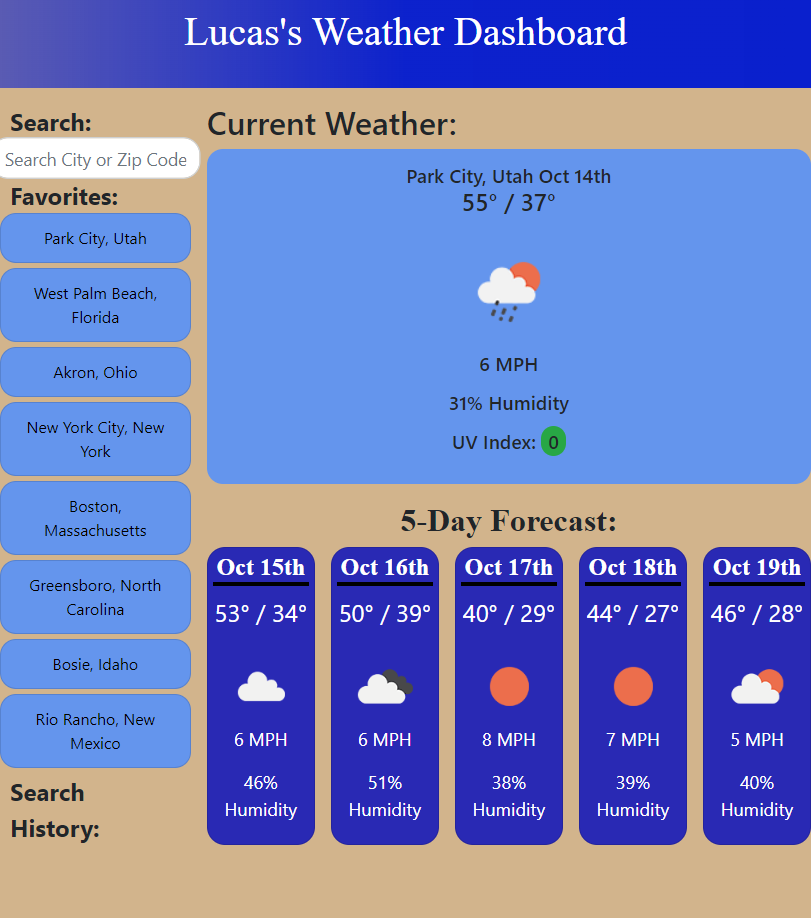 Lucas's Weather Dashboard
Search:
Search City or Zip Code
Favorites:
Park City, Utah
West Palm Beach,
Florida
Akron, Ohio
New York City, New
York
Boston,
Massachusetts
Greensboro, North
Carolina
Bosie, Idaho
Rio Rancho, New
Mexico
Search
History:
Current Weather:
Park City, Utah Oct 14th
55° / 37°
6 MPH
31% Humidity
UV Index: 0
5-Day Forecast:
Oct 15th
53° / 34°
6 MPH
46%
Humidity
Oct 16th
50° / 39°
6 MPH
51%
Humidity
Oct 17th
40° / 29°
8 MPH
38%
Humidity
Oct 18th
44° / 27°
7 MPH
39%
Humidity
Oct 19th
46° / 28°
5 MPH
40%
Humidity